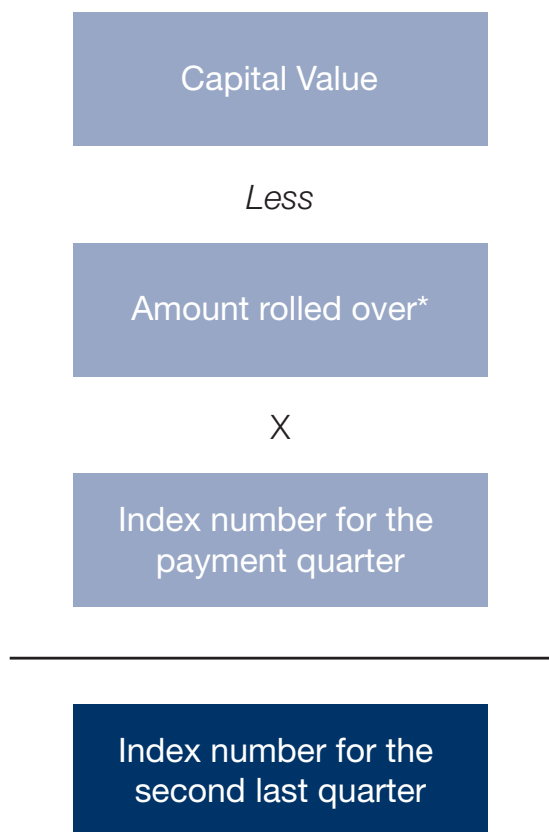 Capital Value
Less
Amount rolled over*
X
Index number for the
payment quarter
Index number for the
second last quarter